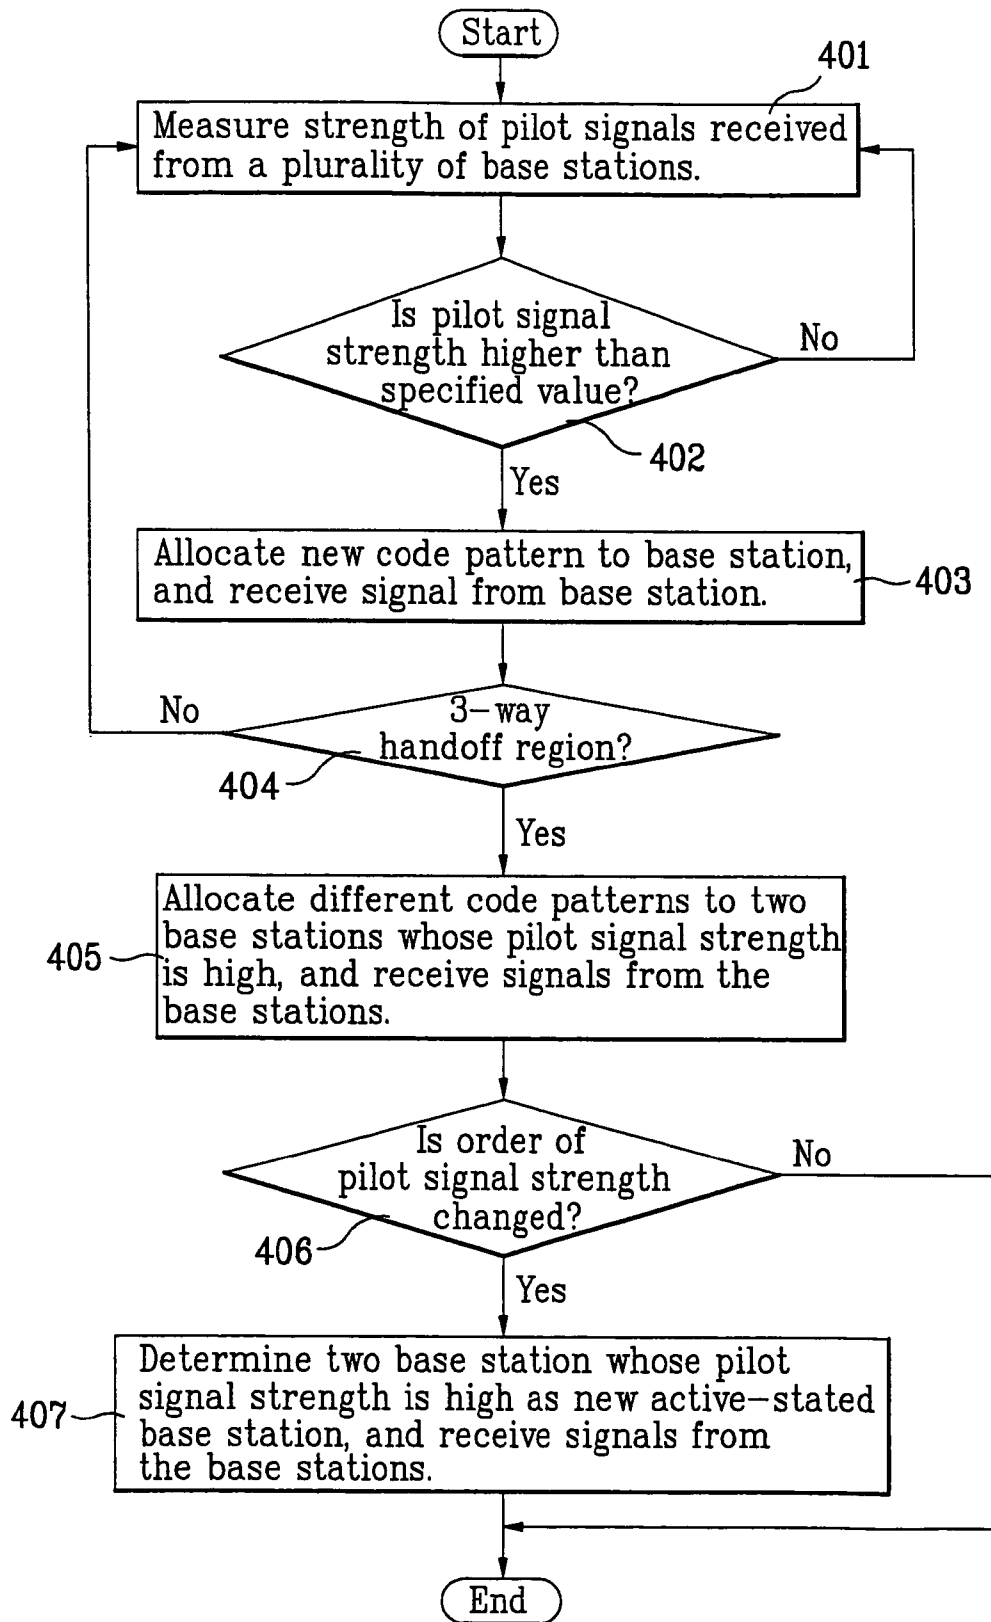 Start
401
Measure strength of pilot signals received
from a plurality of base stations.
Is pilot signal
strength higher than
specified value?
No
402
Yes
Allocate new code pattern to base station,
and receive signal from base station.
403
No
3-way
handoff region?
404
Yes
Allocate different code patterns to two
base stations whose pilot signal strength
is high, and receive signals from the
base stations.
405
Is order of
pilot signal strength
changed?
No
406
Yes
Determine two base station whose pilot
signal strength is high as new active-stated
base station, and receive signals from
the base stations.
407
End